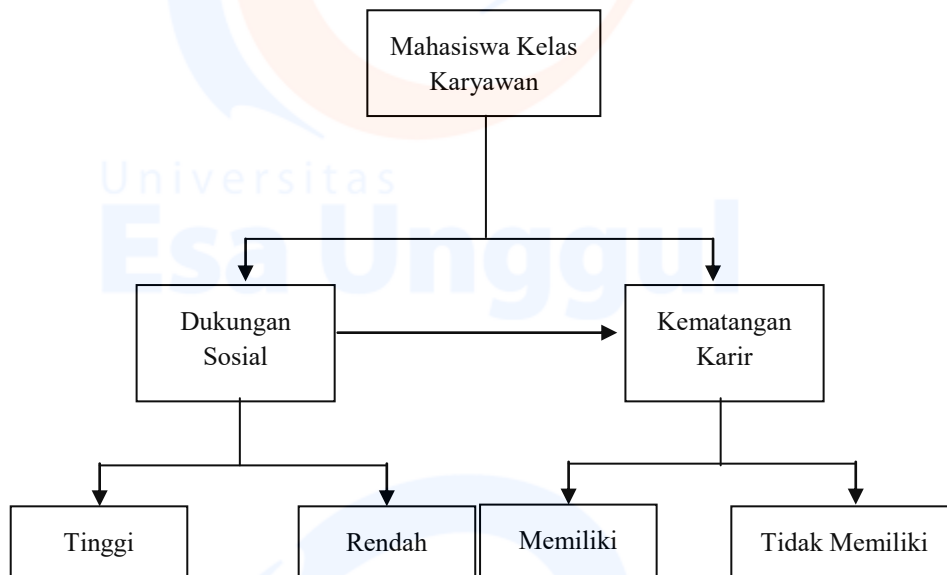 Mahasiswa Kelas
Karyawan
Universitas
Esa Unggul
Dukungan
Sosial
Kematangan
Karir
Tinggi
Rendah
Memiliki
Tidak Memiliki